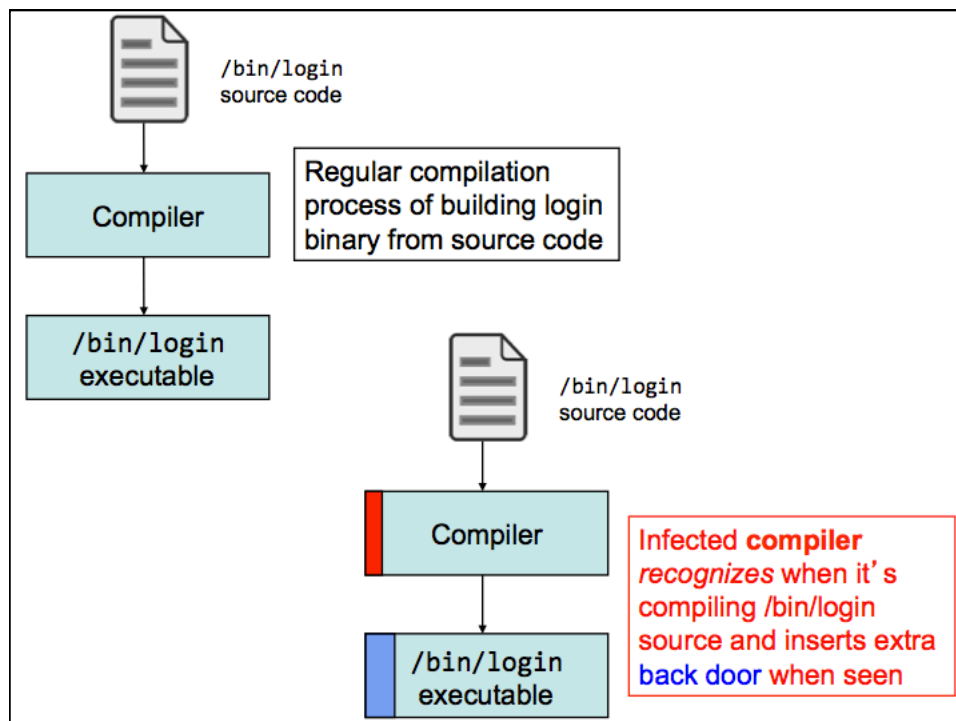 /bin/login
source code
Compiler
Regular compilation
process of building login
binary from source code
/bin/login
executable
/bin/login
source code
Compiler
Infected compiler
recognizes when it's
compiling /bin/login
source and inserts extra
back door when seen
/bin/login
executable